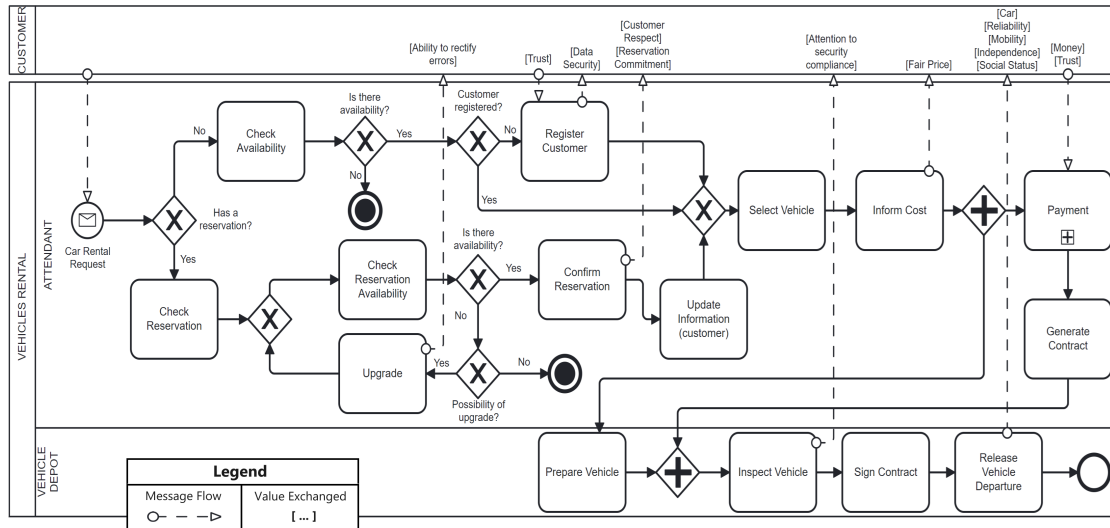 CUSTOMER
[Ability to rectify
errors]
[Trust]
[Data
Security]
[Customer
Respect]
[Reservation
Commitment]
[Attention to
security
compliance]
[Fair Price]
[Car]
[Reliability]
[Mobility]
[Independence]
[Social Status]
[Money]
[Trust]
VEHICLES RENTAL
ATTENDANT
Car Rental
Request
Has a
reservation?
No
Yes
Check
Availability
Is there
availability?
Yes
No
Customer
registered?
No
Yes
Register
Customer
Select Vehicle
Inform Cost
Payment
Generate
Contract
Check
Reservation
Check
Reservation
Availability
Is there
availability?
Yes
No
Confirm
Reservation
Update
Information
(customer)
Upgrade
Yes
No
Possibility of
upgrade?
VEHICLE
DEPOT
Prepare Vehicle
Inspect Vehicle
Sign Contract
Release
Vehicle
Departure
Legend
Message Flow
Value Exchanged
[ ... ]